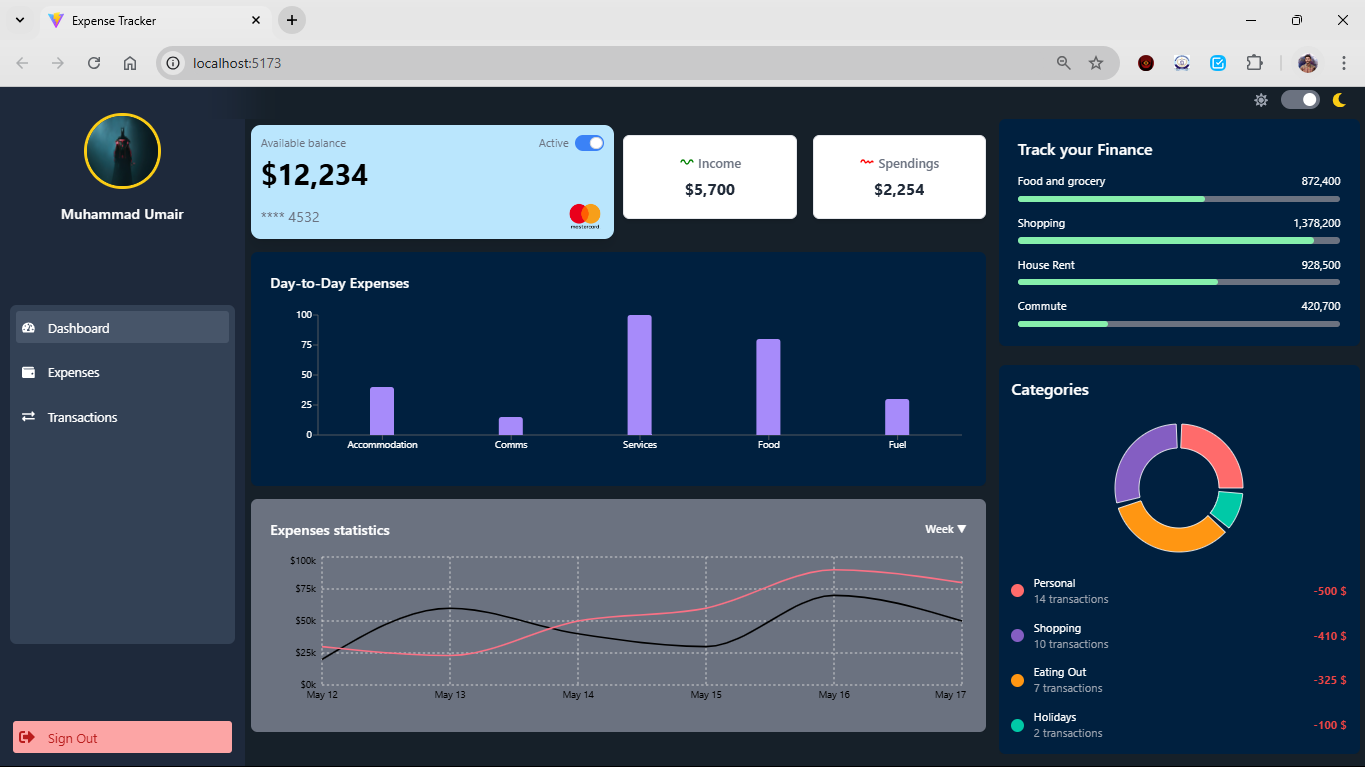 Expense Tracker
localhost:5173
Muhammad Umair
Dashboard
Expenses
Transactions
Sign Out
Available balance
Active
$12,234
**** 4532
mastercard
Income
$5,700
Spendings
$2,254
Day-to-Day Expenses
100
75
50
25
0
Accommodation Comms Services Food Fuel
Expenses statistics
Week ▼
$100k
$75k
$50k
$25k
$0k
May 12 May 13 May 14 May 15 May 16 May 17
Track your Finance
Food and grocery 872,400
Shopping 1,378,200
House Rent 928,500
Commute 420,700
Categories
Personal
14 transactions
-500 $
Shopping
10 transactions
-410 $
Eating Out
7 transactions
-325 $
Holidays
2 transactions
-100 $